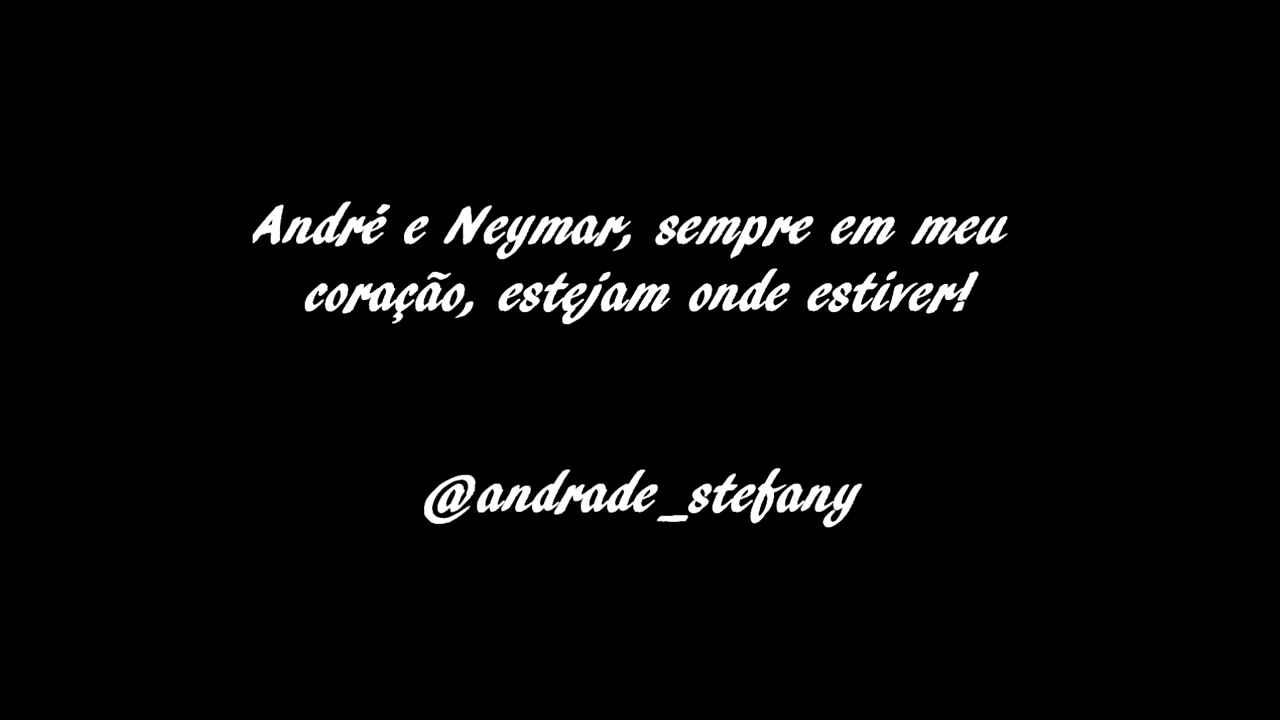 André e Neymar, sempre em meu
coração, estejam onde estiver!
@andrade_stefany